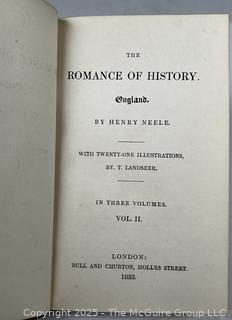 THE
ROMANCE OF HISTORY.
England.
BY HENRY NEELE.
WITH TWENTY-ONE ILLUSTRATIONS,
BY. T. LANDSEER.
IN THREE VOLUMES.
VOL. II.
LONDON:
BULL AND CHURTON, HOLLES STREET.
1833.
Copyright 2025 - The McGuire Group LLC